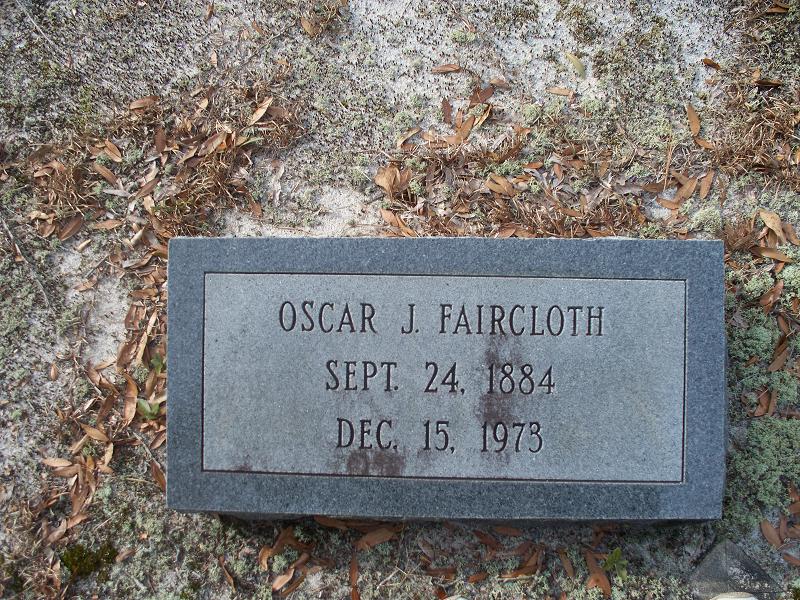 OSCAR J. FAIRCLOTH
SEPT. 24, 1884
DEC. 15, 1973